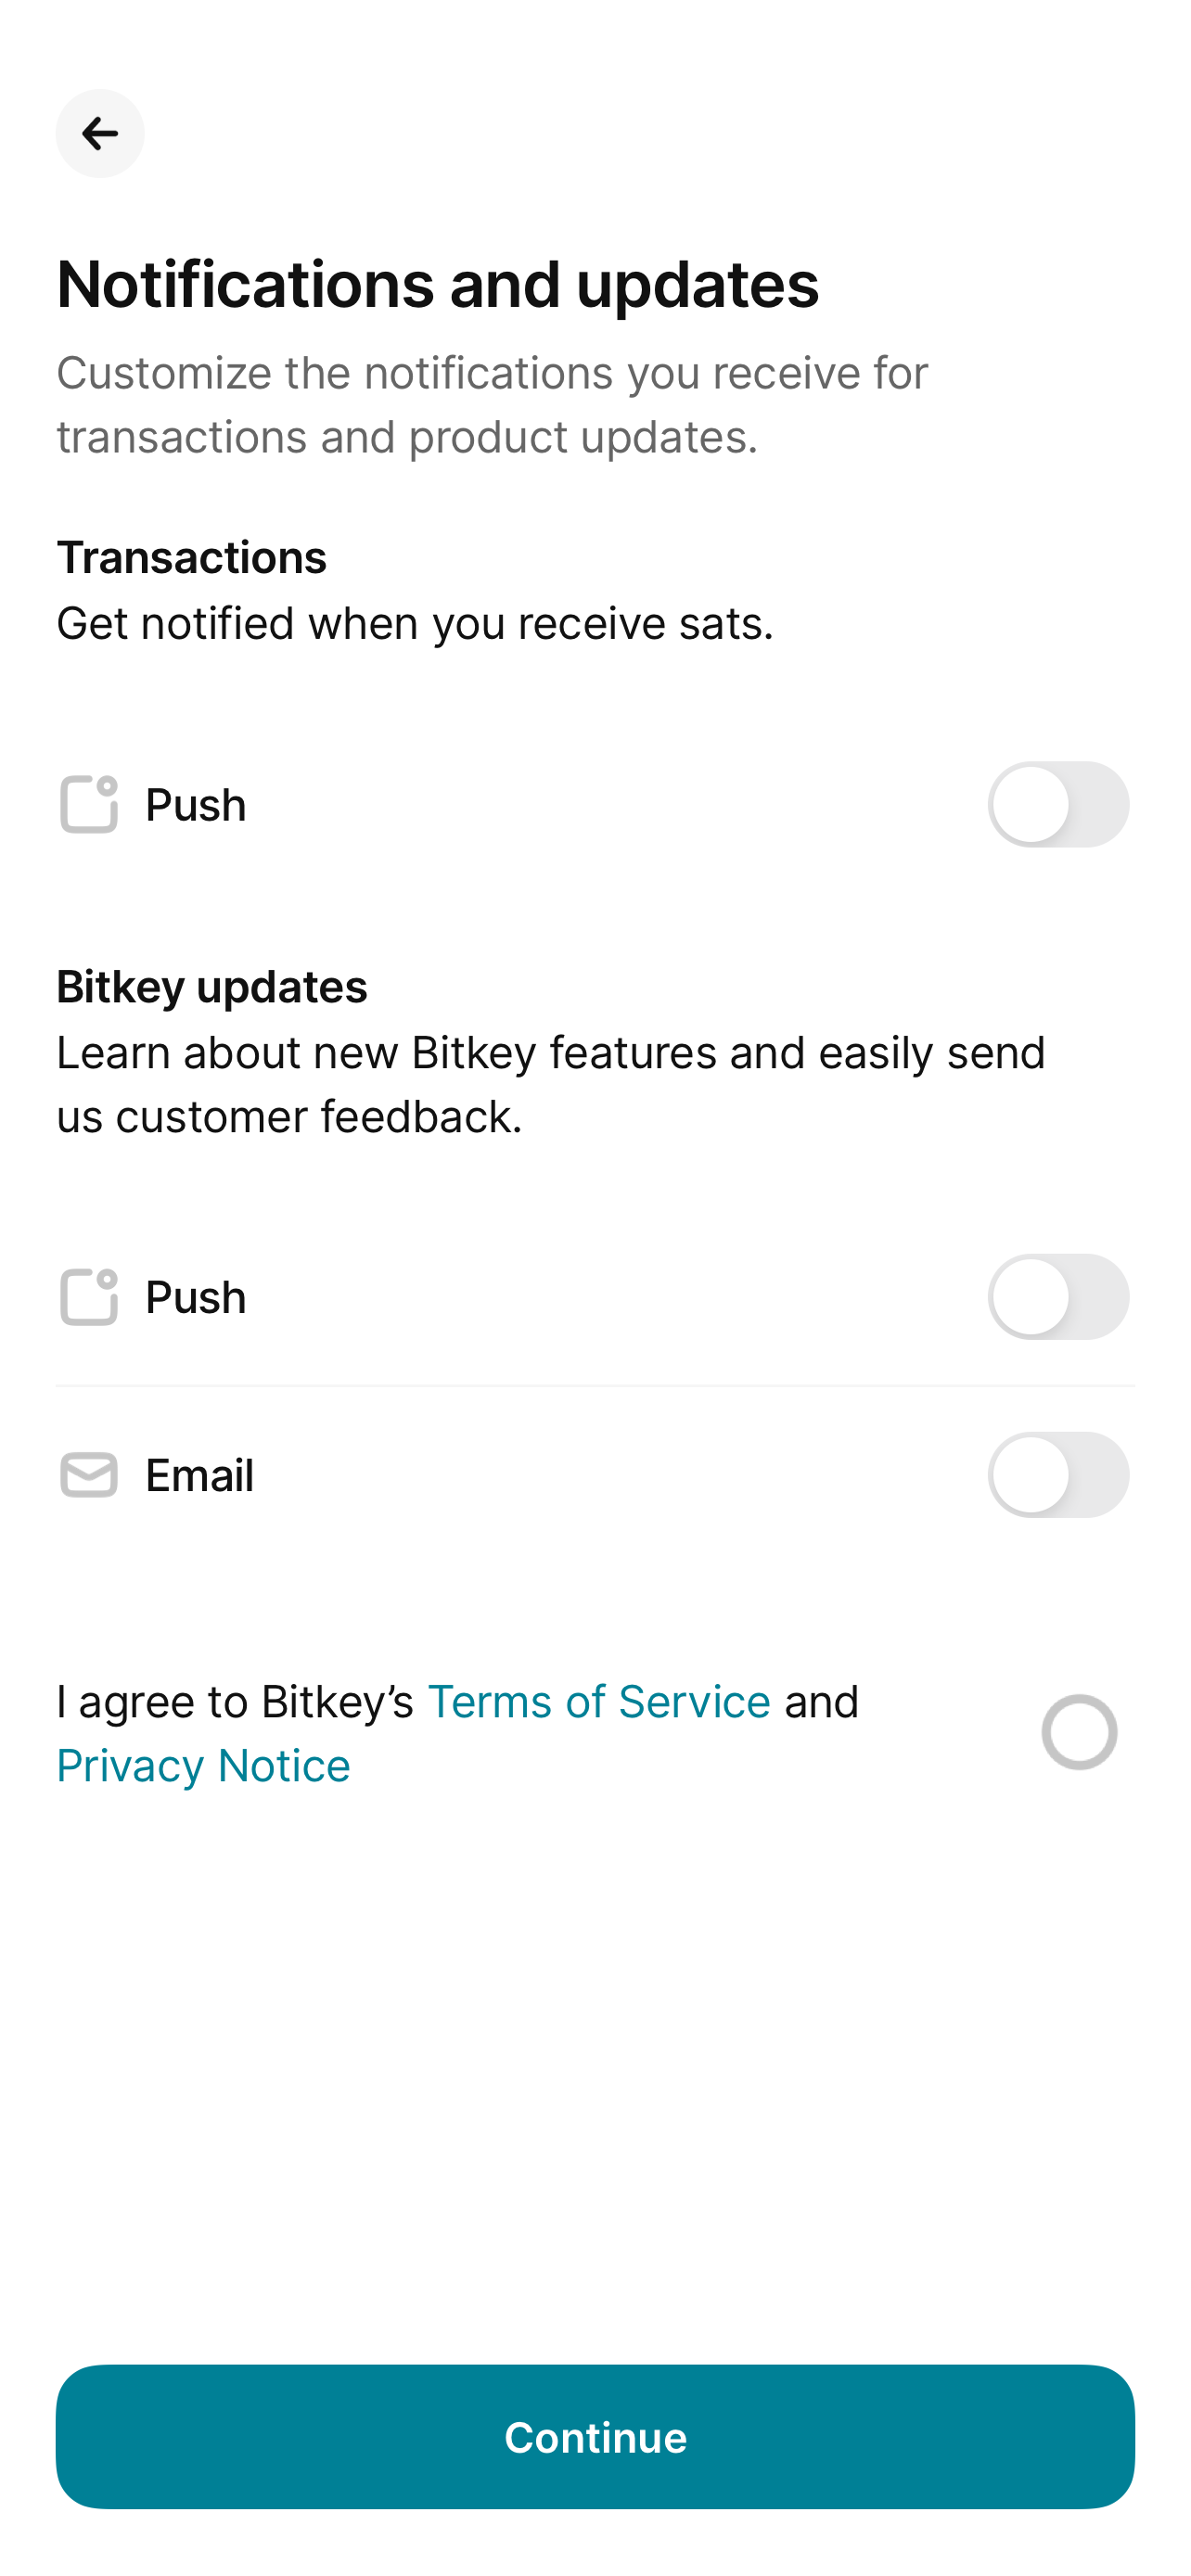 Notifications and updates
Customize the notifications you receive for
transactions and product updates.
Transactions
Get notified when you receive sats.
Push
Bitkey updates
Learn about new Bitkey features and easily send
us customer feedback.
Push
Email
I agree to Bitkey’s Terms of Service and
Privacy Notice
Continue